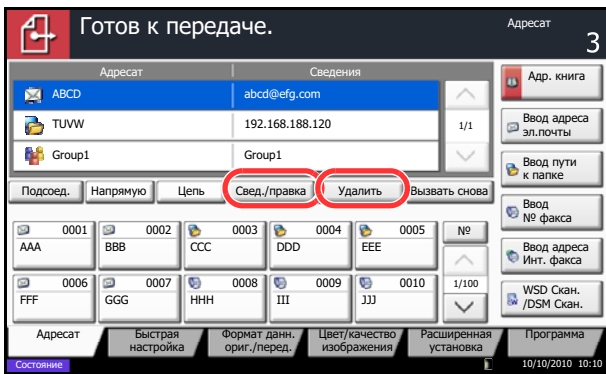 Готов к передаче.
Адресат
3
Адресат Сведения
ABCD abcd@efg.com
TUVW 192.168.188.120
Group1 Group1
1/1
Подсоед. Напрямую Цепь Свед./правка Удалить Вызвать снова
0001 0002 0003 0004 0005 №
AAA BBB CCC DDD EEE
0006 0007 0008 0009 0010 1/100
FFF GGG HHH III JJJ
Адр. книга
Ввод адреса
эл.почты
Ввод пути
к папке
Ввод
№ факса
Ввод адреса
Инт. факса
WSD Скан.
/DSM Скан.
Адресат
Быстрая
настройка
Формат данн.
ориг./перед.
Цвет/качество
изображения
Расширенная
установка
Программа
Состояние 10/10/2010 10:10